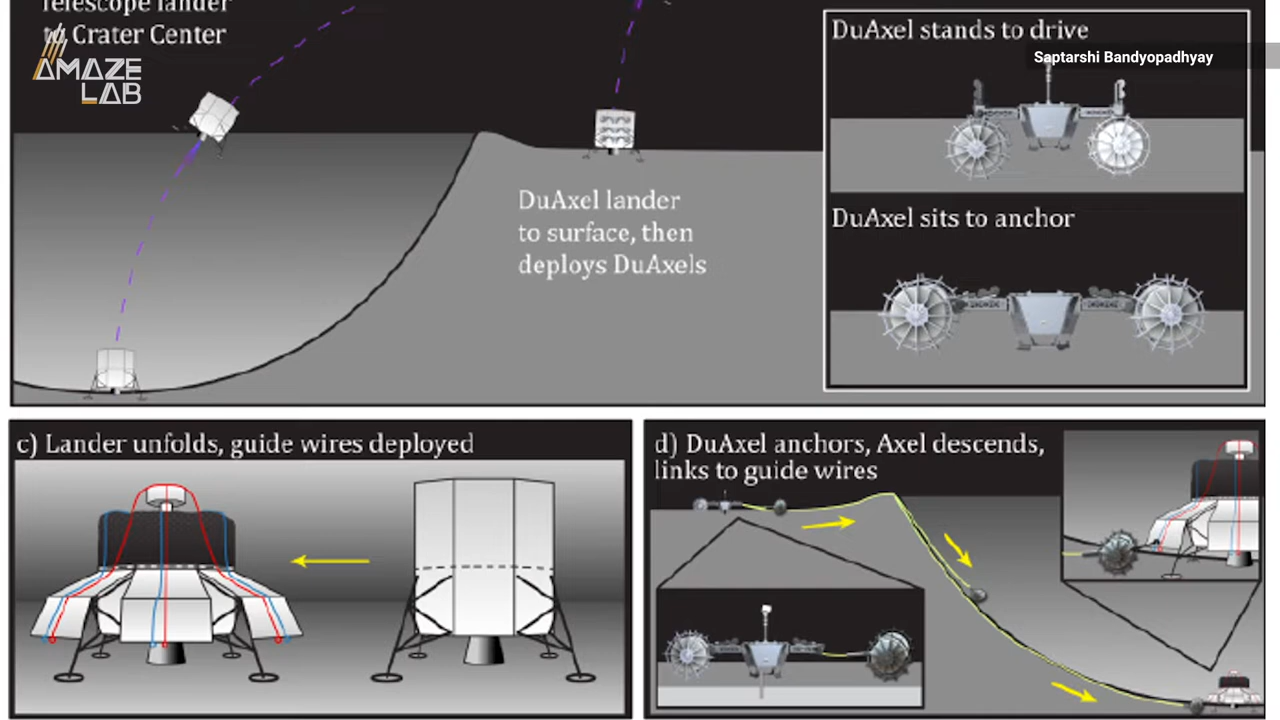 Telescope lander
to Crater Center
AMAZE
LAB
DuAxel lander
to surface, then
deploys DuAxels
DuAxel stands to drive
Saptarshi Bandyopadhyay
DuAxel sits to anchor
c) Lander unfolds, guide wires deployed
d) DuAxel anchors, Axel descends,
links to guide wires